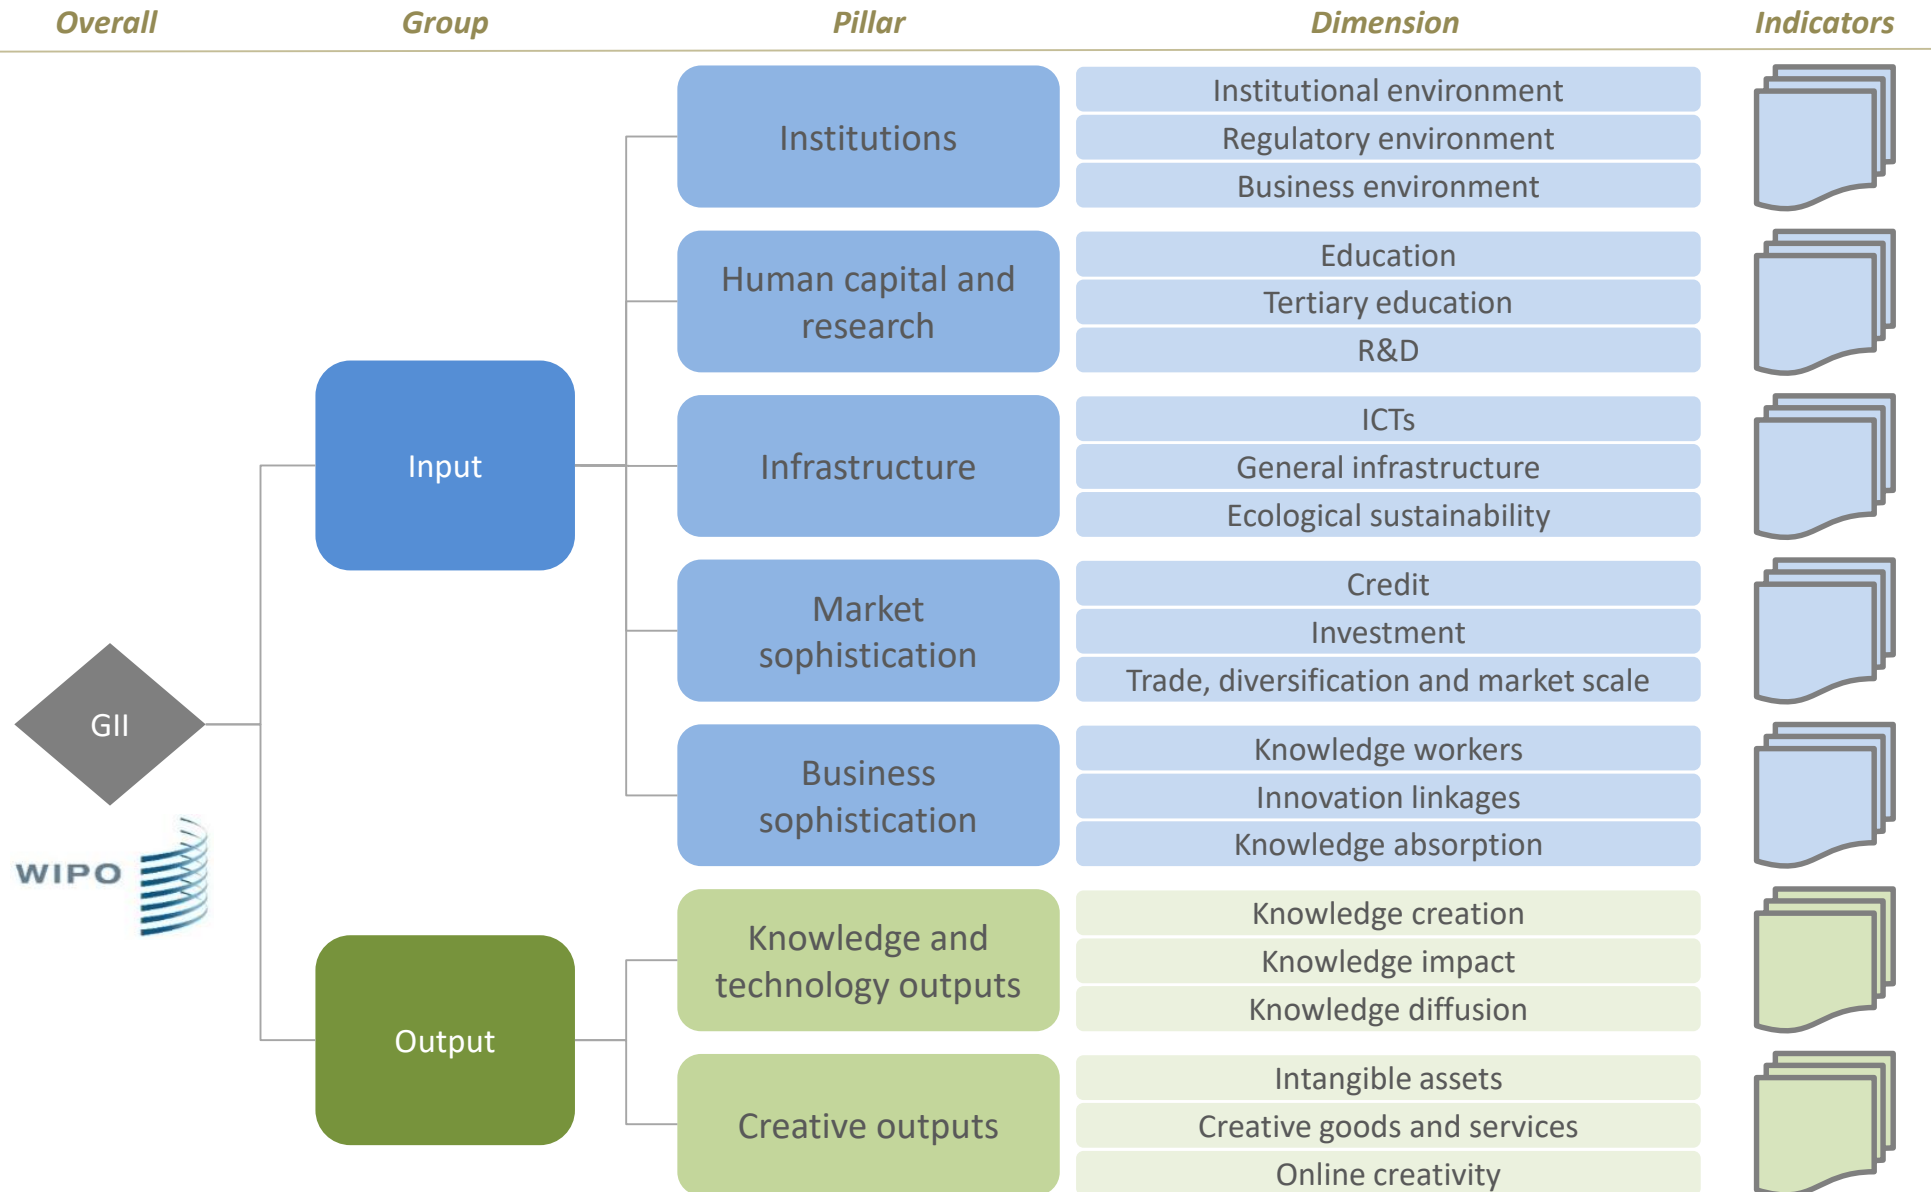 Overall Group Pillar Dimension Indicators
Institutions
Institutional environment
Regulatory environment
Business environment
Human capital and
research
Education
Tertiary education
R&D
Input
Infrastructure
ICTs
General infrastructure
Ecological sustainability
Market
sophistication
Credit
Investment
Trade, diversification and market scale
GII
WIPO
Business
sophistication
Knowledge workers
Innovation linkages
Knowledge absorption
Output
Knowledge and
technology outputs
Knowledge creation
Knowledge impact
Knowledge diffusion
Creative outputs
Intangible assets
Creative goods and services
Online creativity